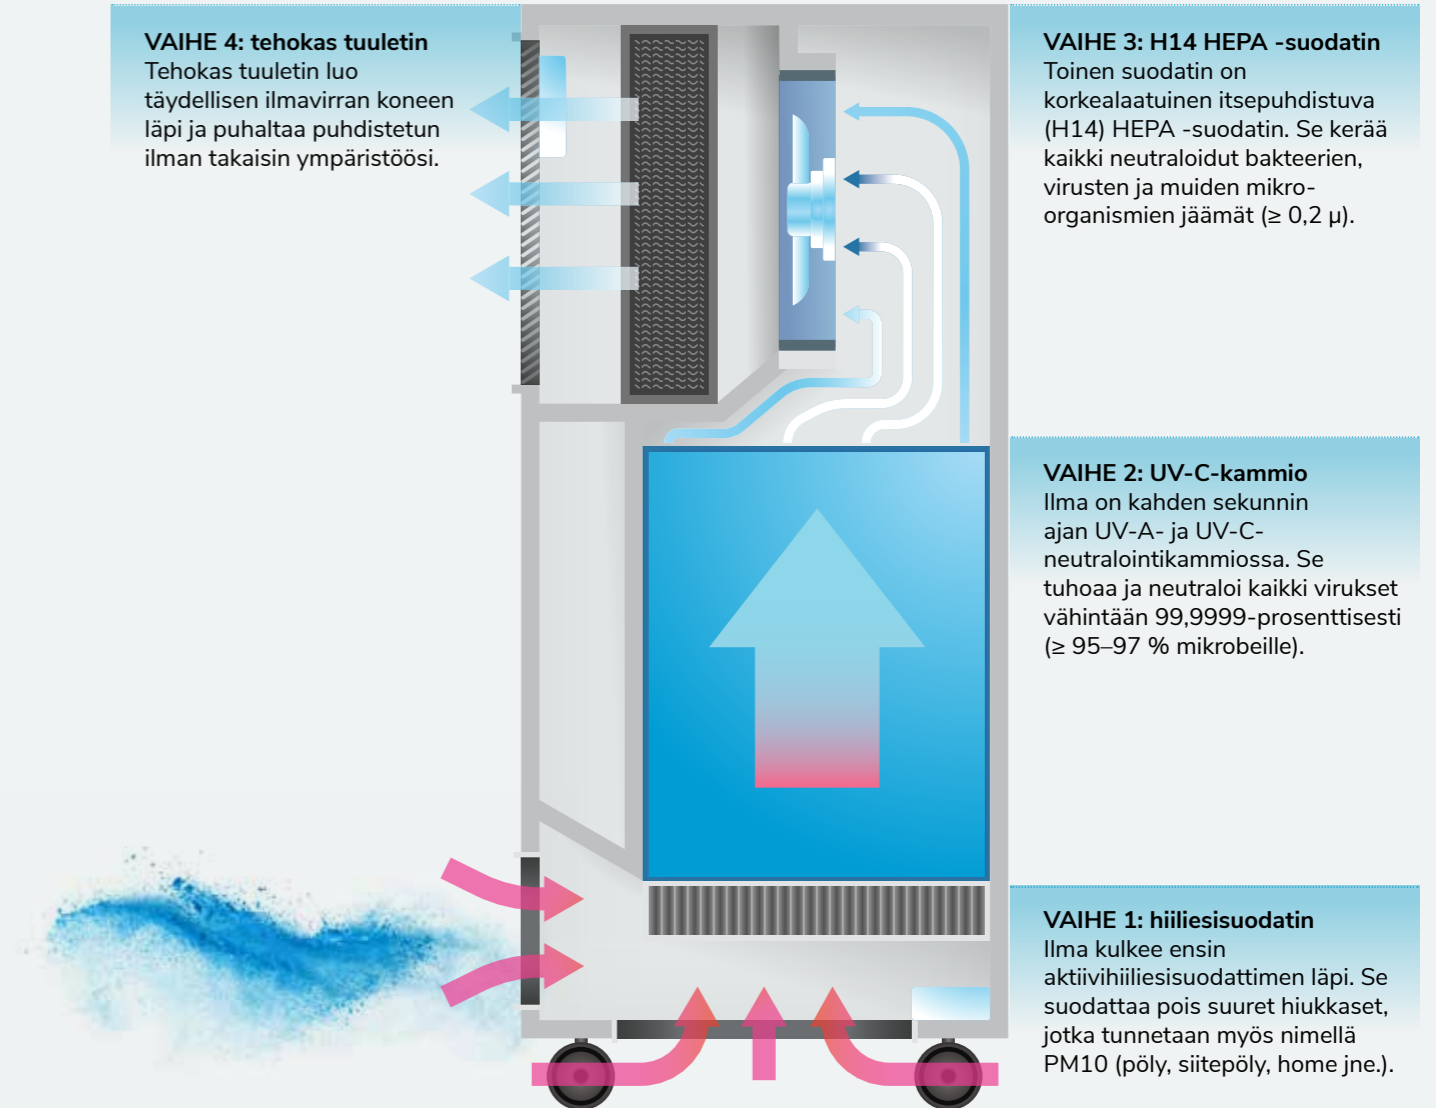 VAIHE 4: tehokas tuuletin
Tehokas tuuletin luo
täydellisen ilmavirran koneen
läpi ja puhaltaa puhdistetun
ilman takaisin ympäristöösi.
VAIHE 3: H14 HEPA -suodatin
Toinen suodatin on
korkealaatuinen itsepuhdistuva
(H14) HEPA -suodatin. Se kerää
kaikki neutraloidut bakteerien,
virusten ja muiden mikro-
organismien jäämät (≥ 0,2 µ).
VAIHE 2: UV-C-kammio
Ilma on kahden sekunnin
ajan UV-A- ja UV-C-
neutralointikammiossa. Se
tuhoaa ja neutraloi kaikki virukset
vähintään 99,9999-prosenttisesti
(≥ 95–97 % mikrobeille).
VAIHE 1: hiiliesisuodatin
Ilma kulkee ensin
aktiivihiiliesisuodattimen läpi. Se
suodattaa pois suuret hiukkaset,
jotka tunnetaan myös nimellä
PM10 (pöly, siitepöly, home jne.).